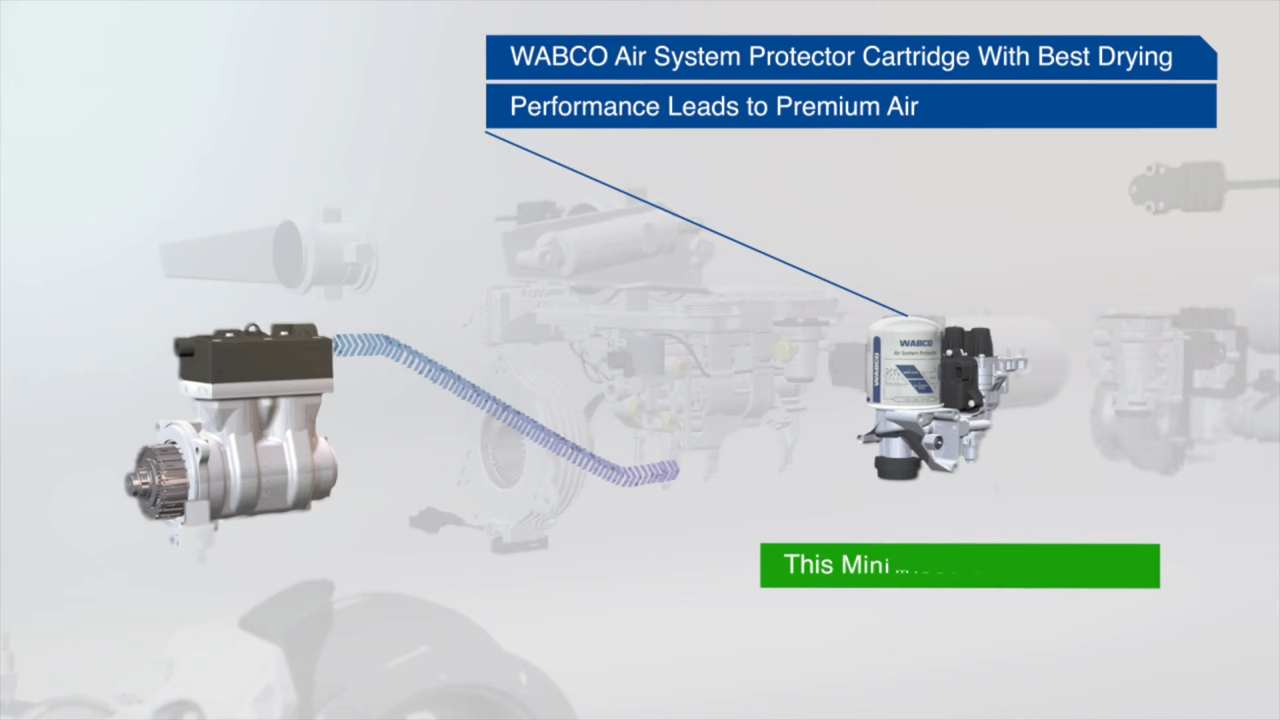 WABCO Air System Protector Cartridge With Best Drying
Performance Leads to Premium Air
WABCO
Air System Protector
WABCO
This Mini